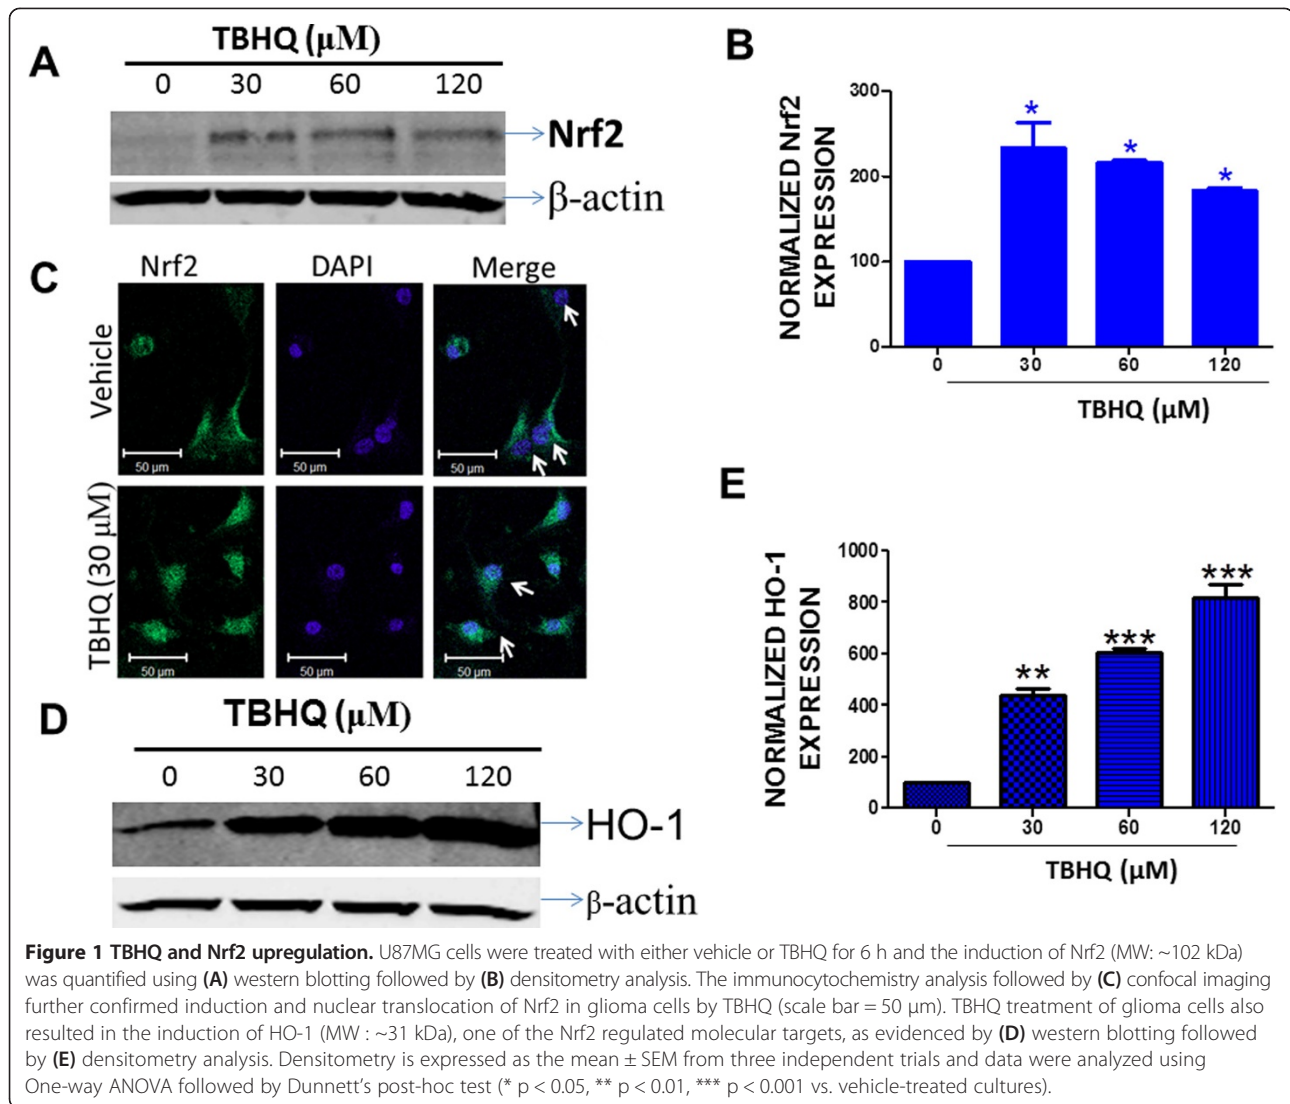 A
TBHQ (µM)
0 30 60 120
Nrf2
β-actin
B
NORMALIZED Nrf2
EXPRESSION
300
200
100
0
*
*
*
0 30 60 120
TBHQ (µM)
C
Nrf2 DAPI Merge
Vehicle
50 µm 50 µm 50 µm
TBHQ (30 µM)
50 µm 50 µm 50 µm
D
TBHQ (µM)
0 30 60 120
HO-1
β-actin
E
NORMALIZED HO-1
EXPRESSION
1000
800
600
400
200
0
**
***
***
0 30 60 120
TBHQ (µM)
Figure 1 TBHQ and Nrf2 upregulation. U87MG cells were treated with either vehicle or TBHQ for 6 h and the induction of Nrf2 (MW: ~102 kDa)
was quantified using (A) western blotting followed by (B) densitometry analysis. The immunocytochemistry analysis followed by (C) confocal imaging
further confirmed induction and nuclear translocation of Nrf2 in glioma cells by TBHQ (scale bar = 50 µm). TBHQ treatment of glioma cells also
resulted in the induction of HO-1 (MW : ~31 kDa), one of the Nrf2 regulated molecular targets, as evidenced by (D) western blotting followed
by (E) densitometry analysis. Densitometry is expressed as the mean ± SEM from three independent trials and data were analyzed using
One-way ANOVA followed by Dunnett's post-hoc test (* p < 0.05, ** p < 0.01, *** p < 0.001 vs. vehicle-treated cultures).